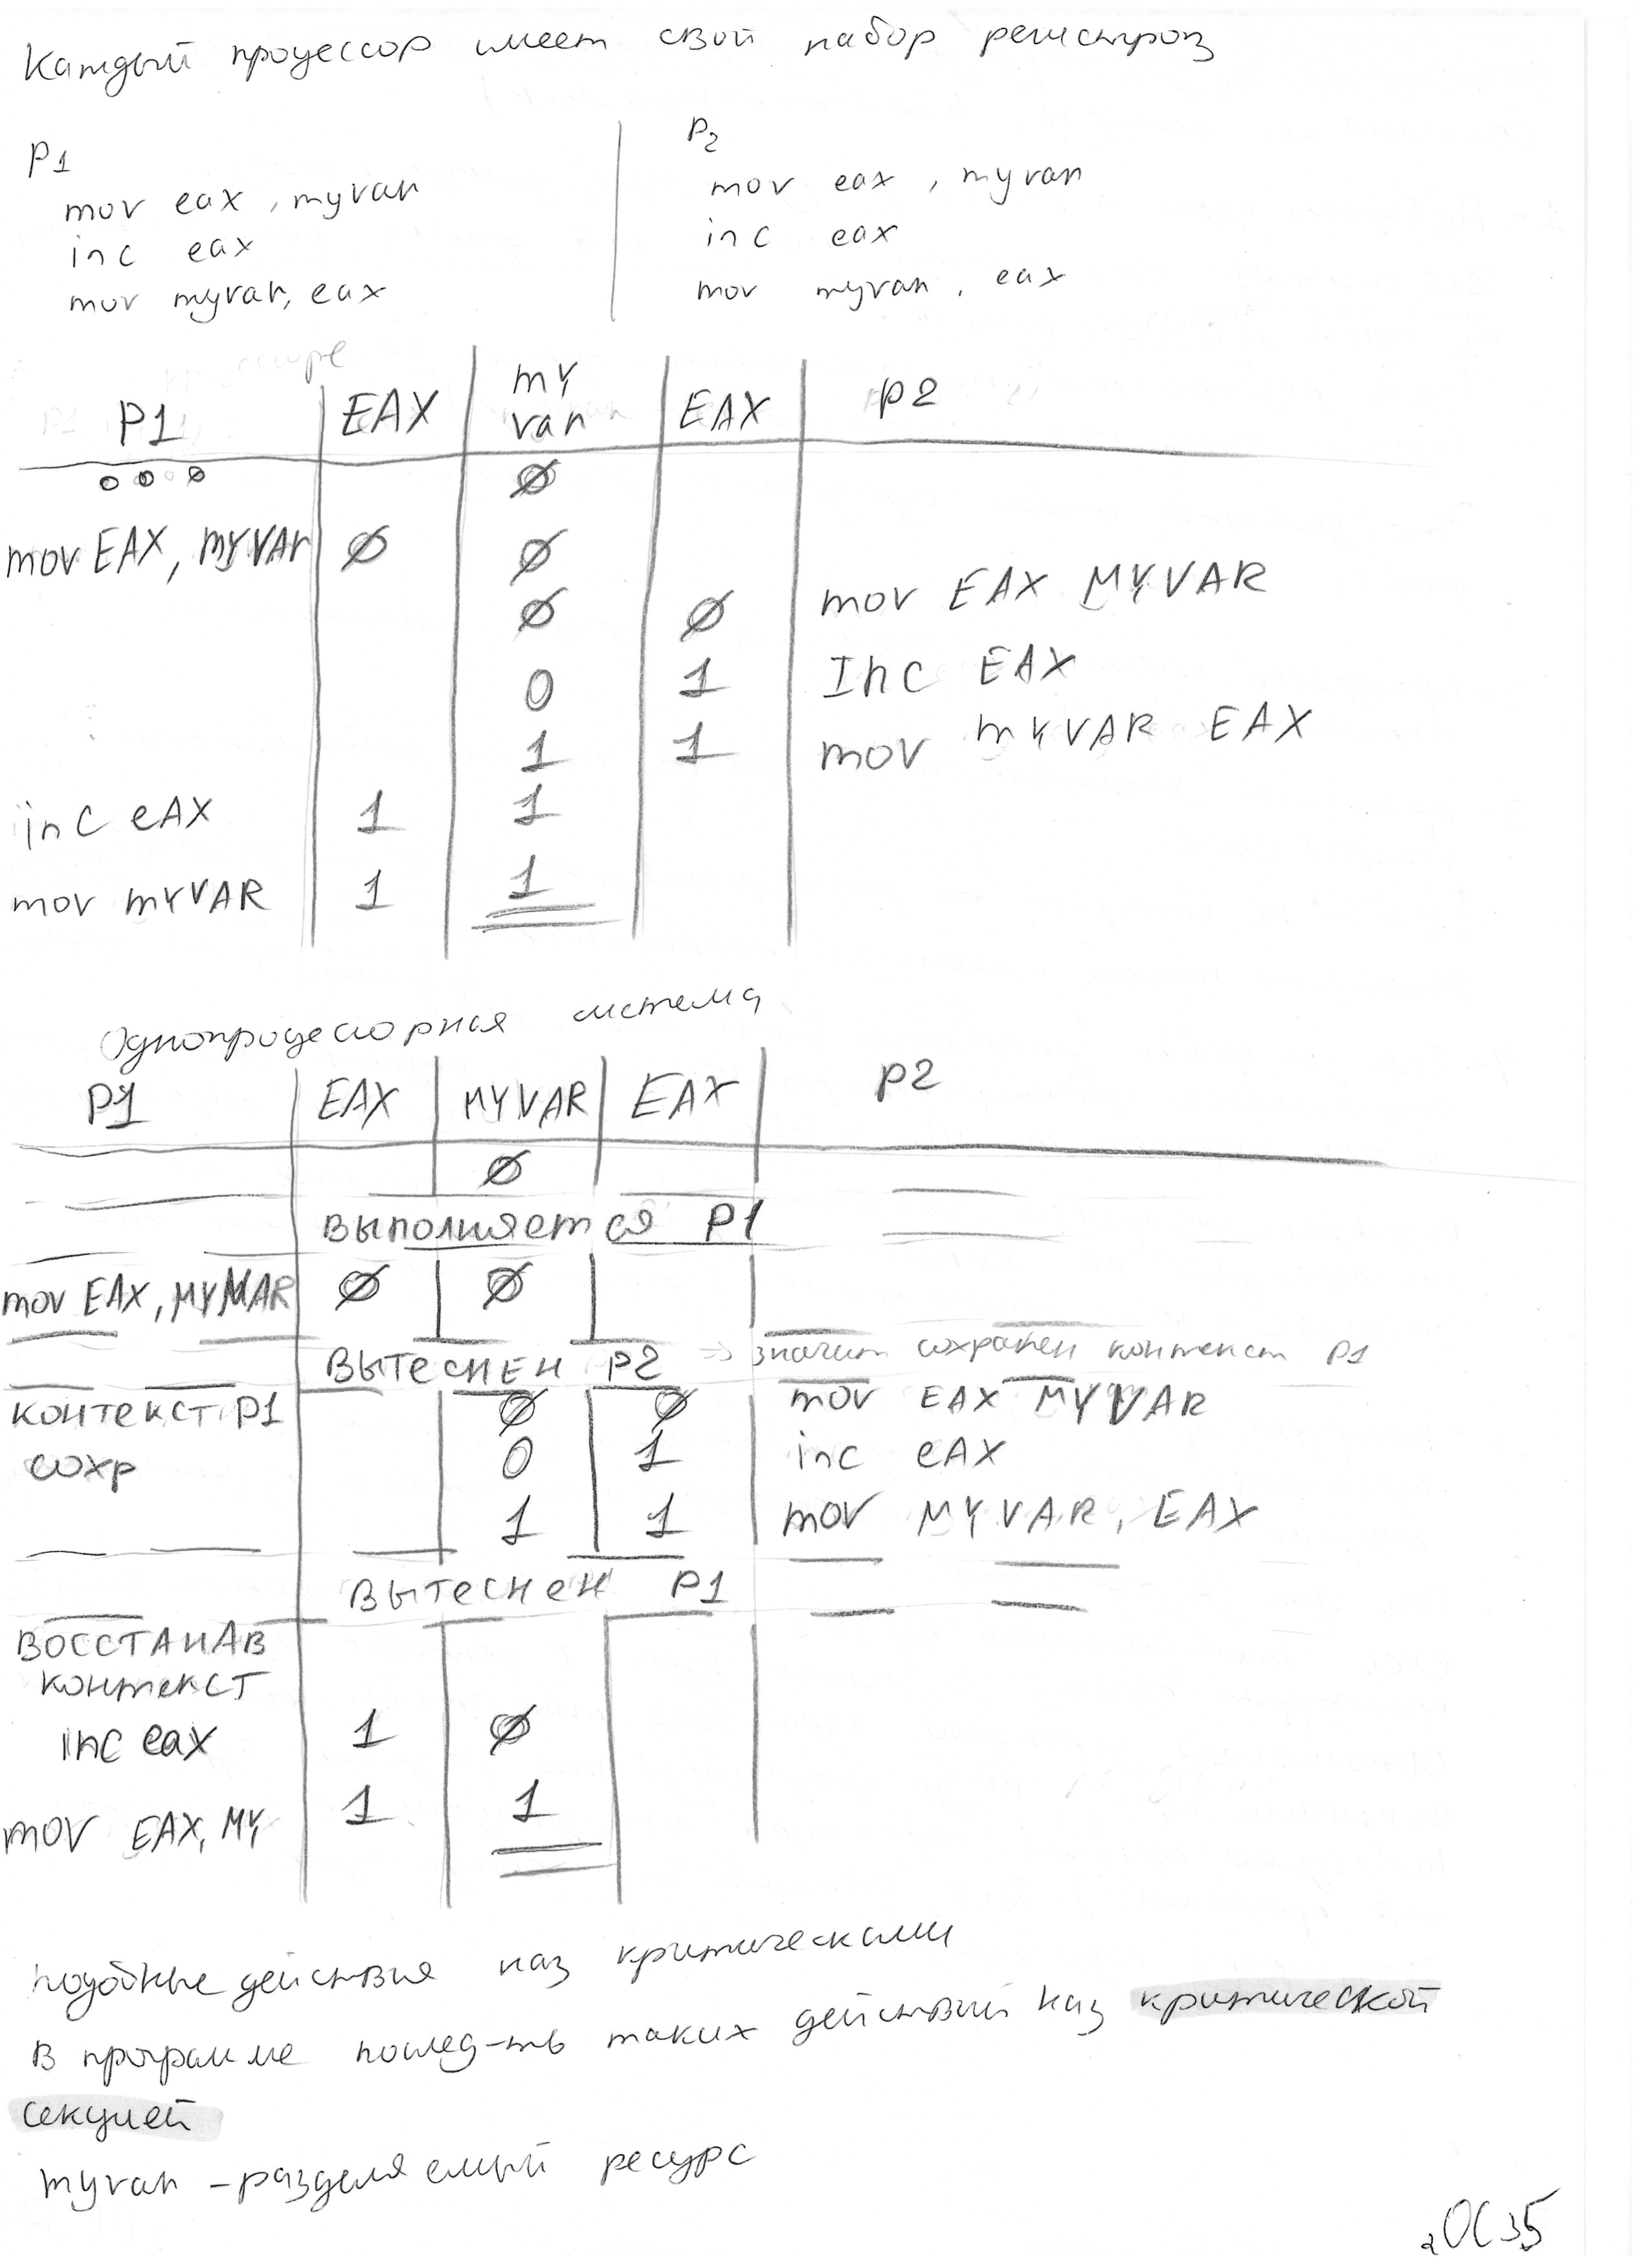 Каждый процессор имеет свой набор регистров
P1
P2
mov eax, myvar
mov eax, myvar
inc eax
inc eax
mov myvar, eax
mov myvar, eax
P1 EAX my var EAX P2
Ø
mov EAX, MYVAr Ø Ø
Ø Ø mov EAX MYVAR
0 1 Inc EAX
1 1 mov MYVAR EAX
inc eAX 1 1
mov MYVAR 1 1
Однопроцессорная система
P1 EAX MYVAR EAX P2
Ø
выполняется P1
mov EAX, MYVAR Ø Ø
вытеснен P2 → значит сохранен контекст P1
контекст P1 Ø Ø mov EAX MYVAR
сохр 0 1 inc eAX
1 1 mov MYVAR, EAX
вытеснен P1
восстанав
контекст
inc eax 1 Ø
mov EAX, MY 1 1
подобные действия наз критическими
в программе послед-ть таких действий наз критической
секцией
myvar - разделяемый ресурс
ОС 35